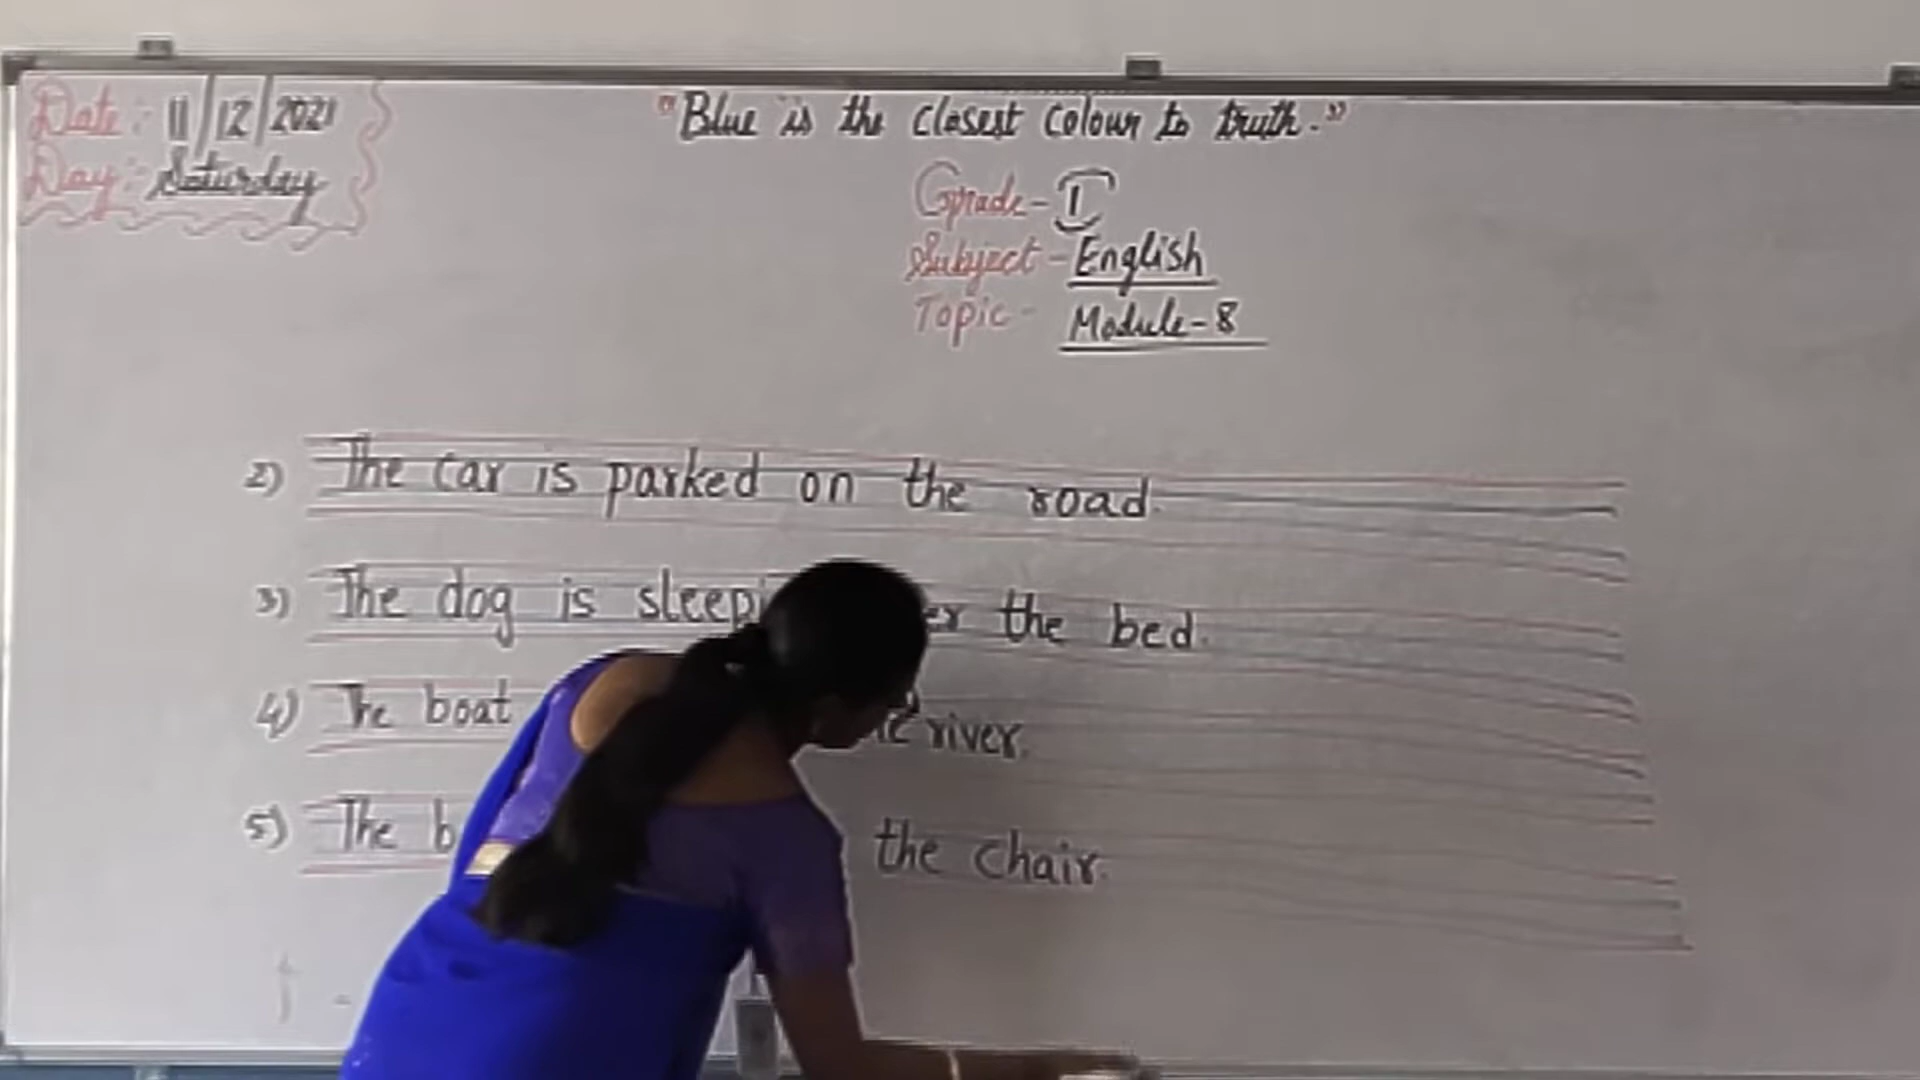 Date: 11/12/2021
Day: Saturday
"Blue is the closest colour to truth."
Grade - I
Subject - English
Topic - Module - 8
2) The car is parked on the road.
3) The dog is the bed.
4) The boat river.
5) The the chair.